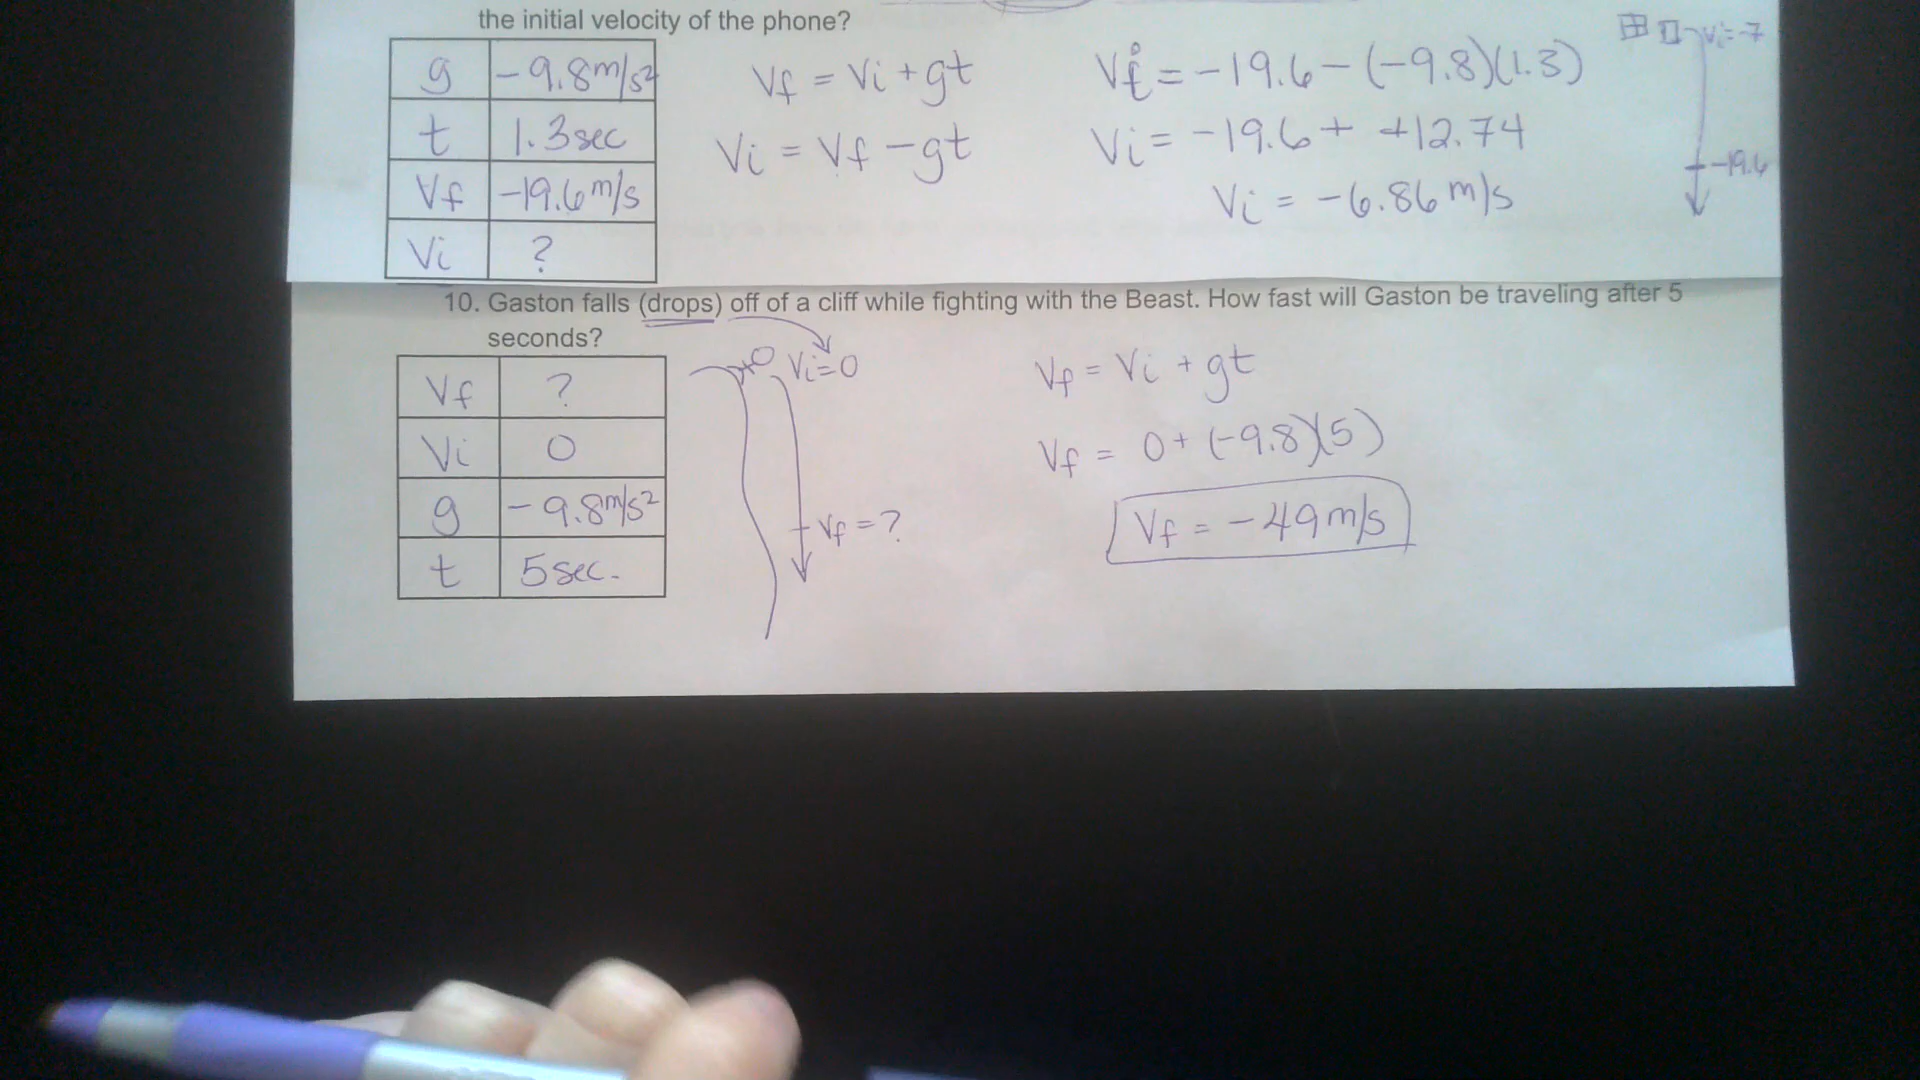 the initial velocity of the phone?
g -9.8m/s²
t 1.3sec
Vf -19.6m/s
Vi ?
Vf = Vi + gt
Vi = Vf - gt
Vi = -19.6 - (-9.8)(1.3)
Vi = -19.6 + +12.74
Vi = -6.86 m/s
Vi = -7
-19.6
10. Gaston falls (drops) off of a cliff while fighting with the Beast. How fast will Gaston be traveling after 5
seconds?
Vf ?
Vi 0
g -9.8m/s²
t 5sec.
Vi=0
Vf = ?
Vf = Vi + gt
Vf = 0 + (-9.8)(5)
Vf = -49m/s